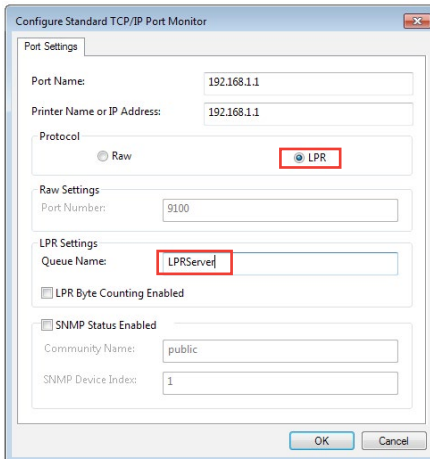 Configure Standard TCP/IP Port Monitor
Port Settings
Port Name: 192.168.1.1
Printer Name or IP Address: 192.168.1.1
Protocol
Raw LPR
Raw Settings
Port Number: 9100
LPR Settings
Queue Name: LPRServer
LPR Byte Counting Enabled
SNMP Status Enabled
Community Name: public
SNMP Device Index: 1
OK Cancel